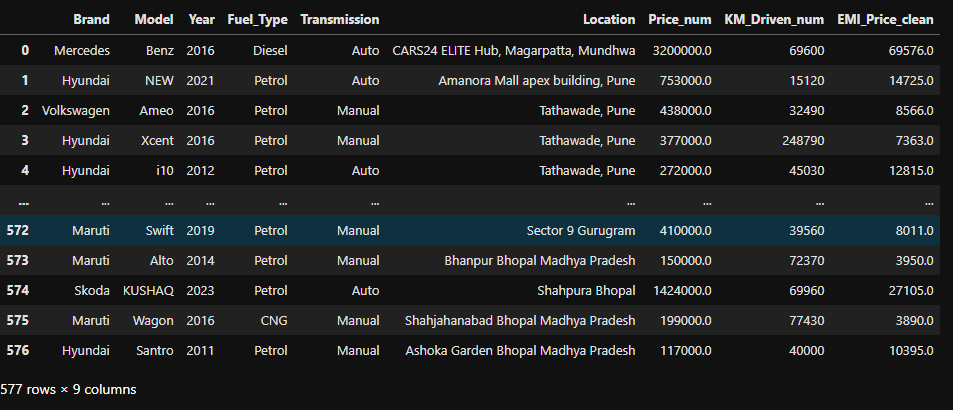 Brand Model Year Fuel_Type Transmission Location Price_num KM_Driven_num EMI_Price_clean
0 Mercedes Benz 2016 Diesel Auto CARS24 ELITE Hub, Magarpatta, Mundhwa 3200000.0 69600 69576.0
1 Hyundai NEW 2021 Petrol Auto Amanora Mall apex building, Pune 753000.0 15120 14725.0
2 Volkswagen Ameo 2016 Petrol Manual Tathawade, Pune 438000.0 32490 8566.0
3 Hyundai Xcent 2016 Petrol Manual Tathawade, Pune 377000.0 248790 7363.0
4 Hyundai i10 2012 Petrol Auto Tathawade, Pune 272000.0 45030 12815.0
... ... ... ... ... ... ... ... ... ...
572 Maruti Swift 2019 Petrol Manual Sector 9 Gurugram 410000.0 39560 8011.0
573 Maruti Alto 2014 Petrol Manual Bhanpur Bhopal Madhya Pradesh 150000.0 72370 3950.0
574 Skoda KUSHAQ 2023 Petrol Auto Shahpura Bhopal 1424000.0 69960 27105.0
575 Maruti Wagon 2016 CNG Manual Shahjahanabad Bhopal Madhya Pradesh 199000.0 77430 3890.0
576 Hyundai Santro 2011 Petrol Manual Ashoka Garden Bhopal Madhya Pradesh 117000.0 40000 10395.0
577 rows × 9 columns